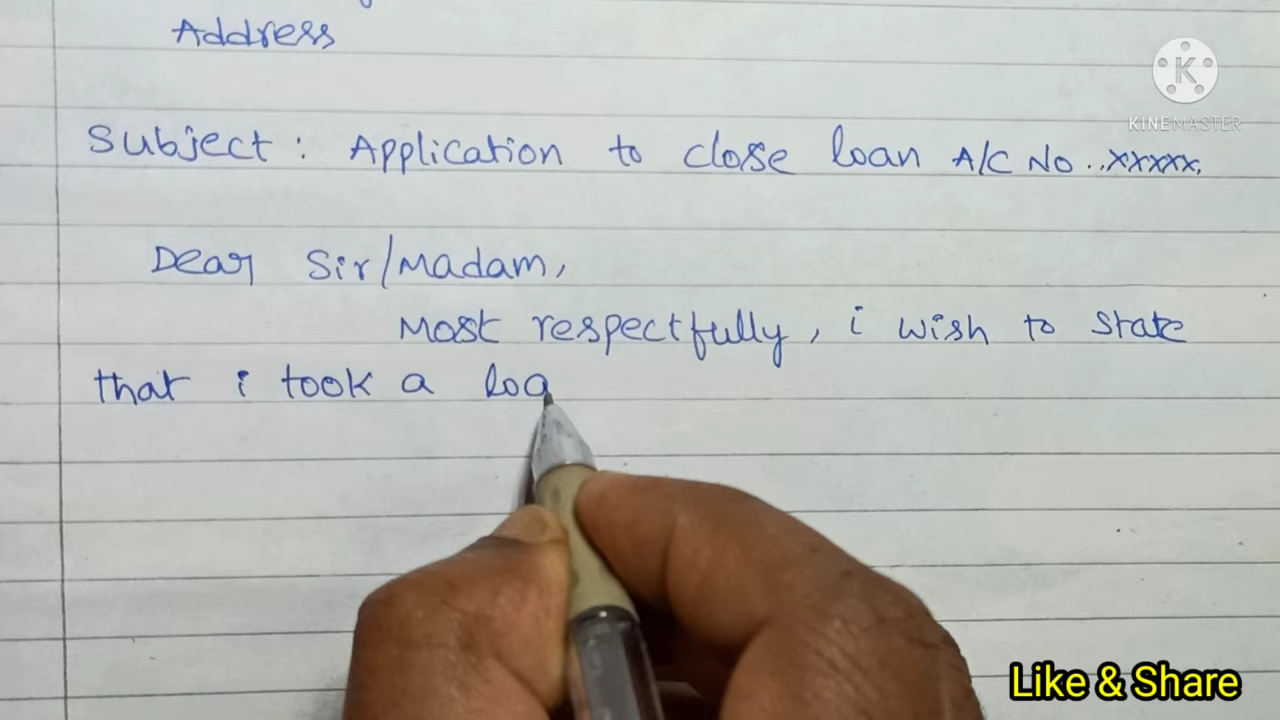 Address
KINEMASTER
Subject: Application to close loan A/C No..xxxxx.
Dear Sir/Madam,
Most respectfully, i wish to state
that i took a loa
Like & Share